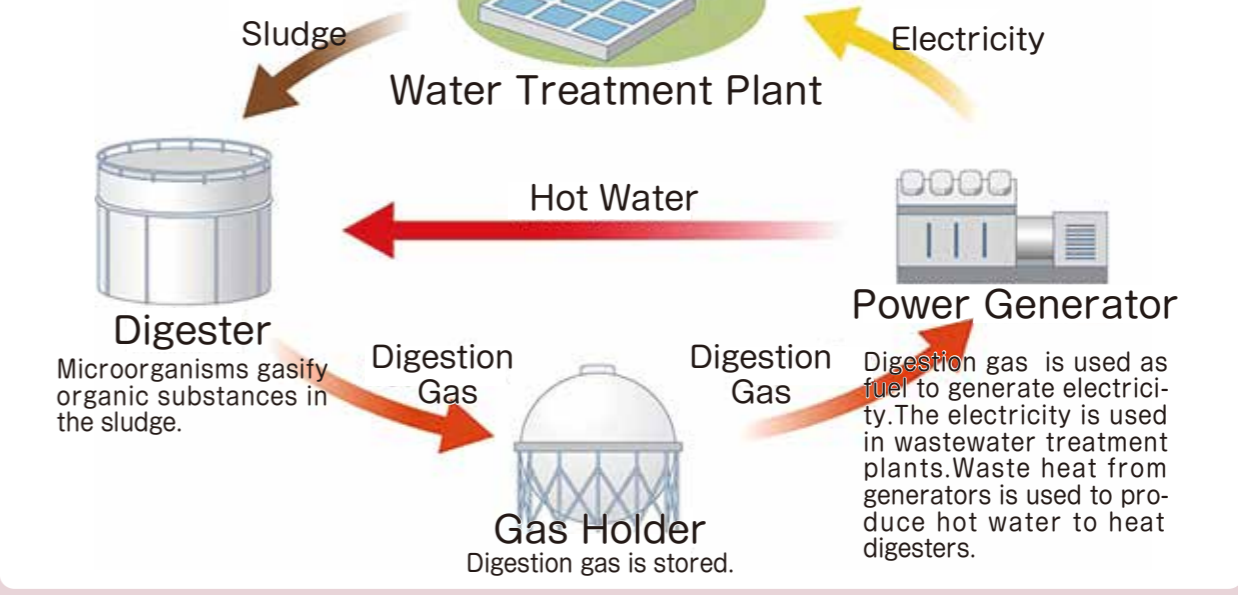 Sludge
Electricity
Water Treatment Plant
Hot Water
Digester
Microorganisms gasify
organic substances in
the sludge.
Digestion
Gas
Gas Holder
Digestion gas is stored.
Digestion
Gas
Power Generator
Digestion gas is used as
fuel to generate electrici-
ty.The electricity is used
in wastewater treatment
plants.Waste heat from
generators is used to pro-
duce hot water to heat
digesters.